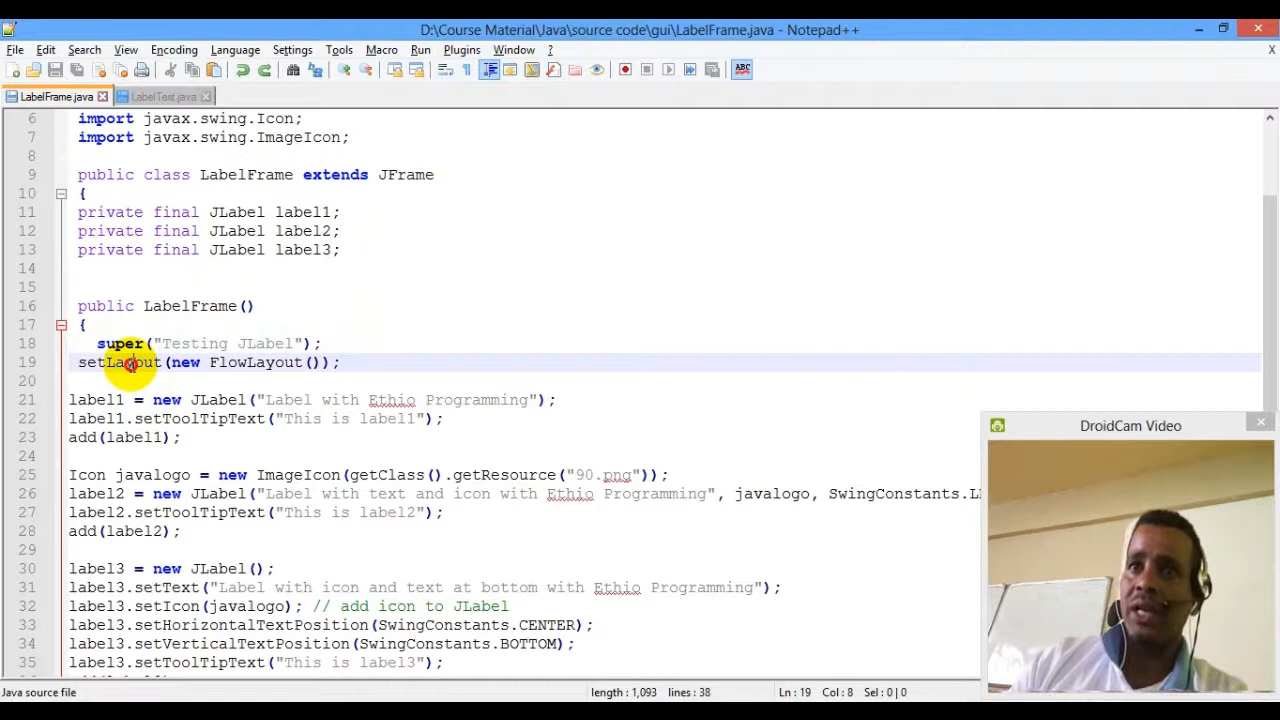 D:\Course Material\Java\source code\gui\LabelFrame.java - Notepad++
File Edit Search View Encoding Language Settings Tools Macro Run Plugins Window ? X
ABC
LabelFrame.java LabelTest.java
6 import javax.swing.Icon;
7 import javax.swing.ImageIcon;
8
9 public class LabelFrame extends JFrame
10 {
11 private final JLabel label1;
12 private final JLabel label2;
13 private final JLabel label3;
14
15
16 public LabelFrame()
17 {
18 super("Testing JLabel");
19 setLayout(new FlowLayout());
20
21 label1 = new JLabel("Label with Ethio Programming");
22 label1.setToolTipText("This is label1");
23 add(label1);
24
25 Icon javalogo = new ImageIcon(getClass().getResource("90.png"));
26 label2 = new JLabel("Label with text and icon with Ethio Programming", javalogo, SwingConstants.
27 label2.setToolTipText("This is label2");
28 add(label2);
29
30 label3 = new JLabel();
31 label3.setText("Label with icon and text at bottom with Ethio Programming");
32 label3.setIcon(javalogo); // add icon to JLabel
33 label3.setHorizontalTextPosition(SwingConstants.CENTER);
34 label3.setVerticalTextPosition(SwingConstants.BOTTOM);
35 label3.setToolTipText("This is label3");
DroidCam Video
Java source file length : 1,093 lines : 38 Ln : 19 Col : 8 Sel : 0 | 0